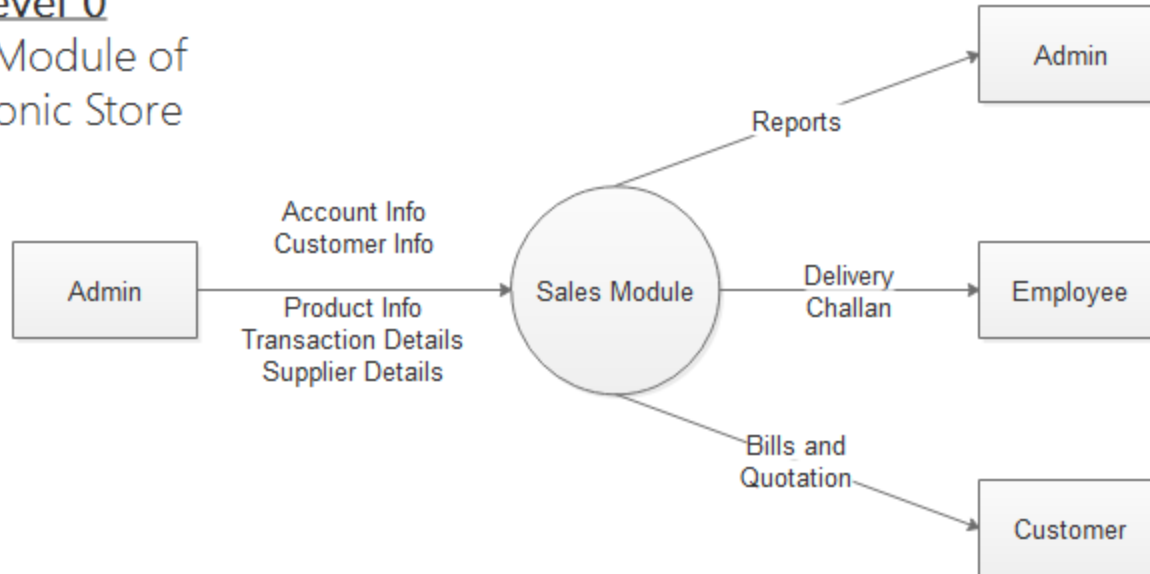 evel 0
Module of
onic Store
Admin
Reports
Account Info
Customer Info
Admin
Product Info
Transaction Details
Supplier Details
Sales Module
Delivery
Challan
Employee
Bills and
Quotation
Customer